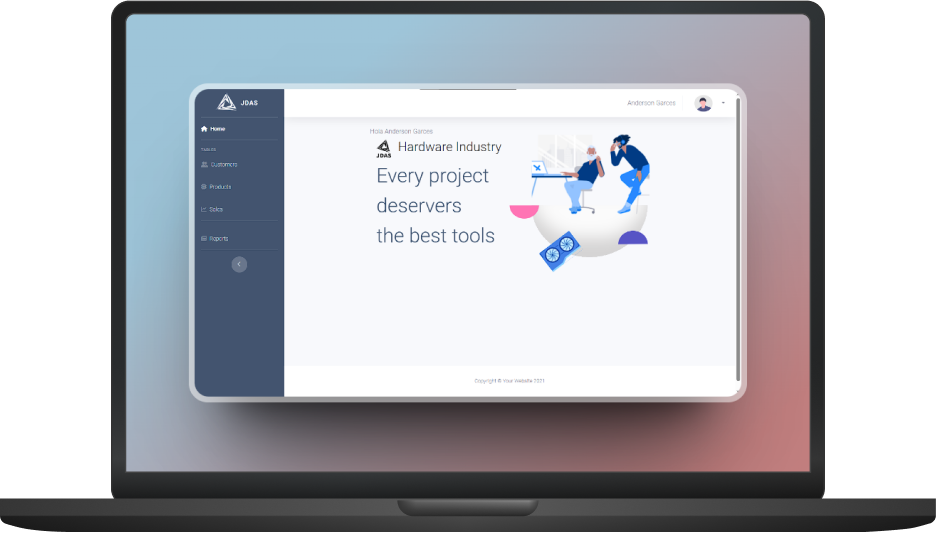 JDAS
Home
TABLES
Customers
Products
Sales
Reports
Anderson Garces
Hola Anderson Garces
JDAS
Hardware Industry
Every project
deservers
the best tools
Copyright © Your Website 2021